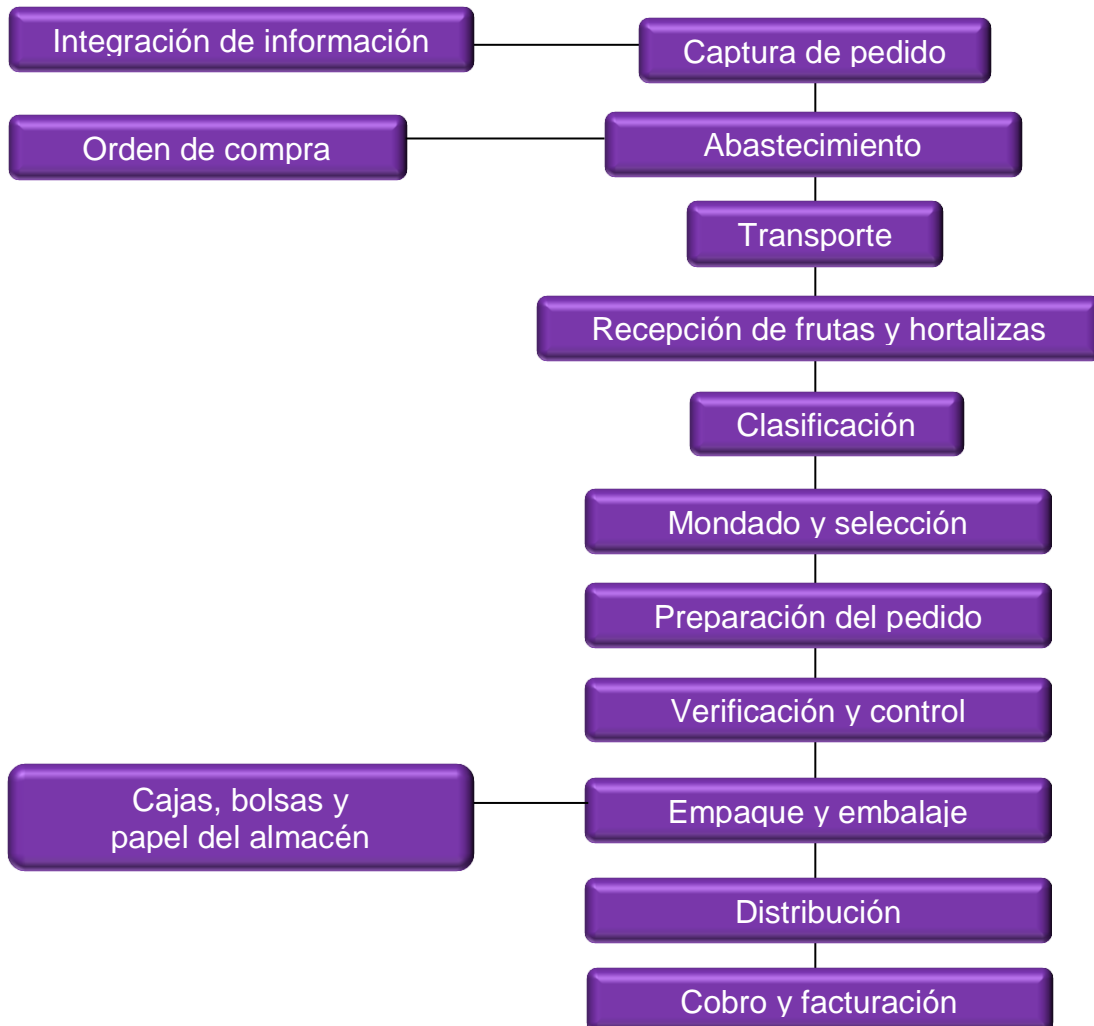 Integración de información
Captura de pedido
Orden de compra
Abastecimiento
Transporte
Recepción de frutas y hortalizas
Clasificación
Mondado y selección
Preparación del pedido
Verificación y control
Cajas, bolsas y
papel del almacén
Empaque y embalaje
Distribución
Cobro y facturación